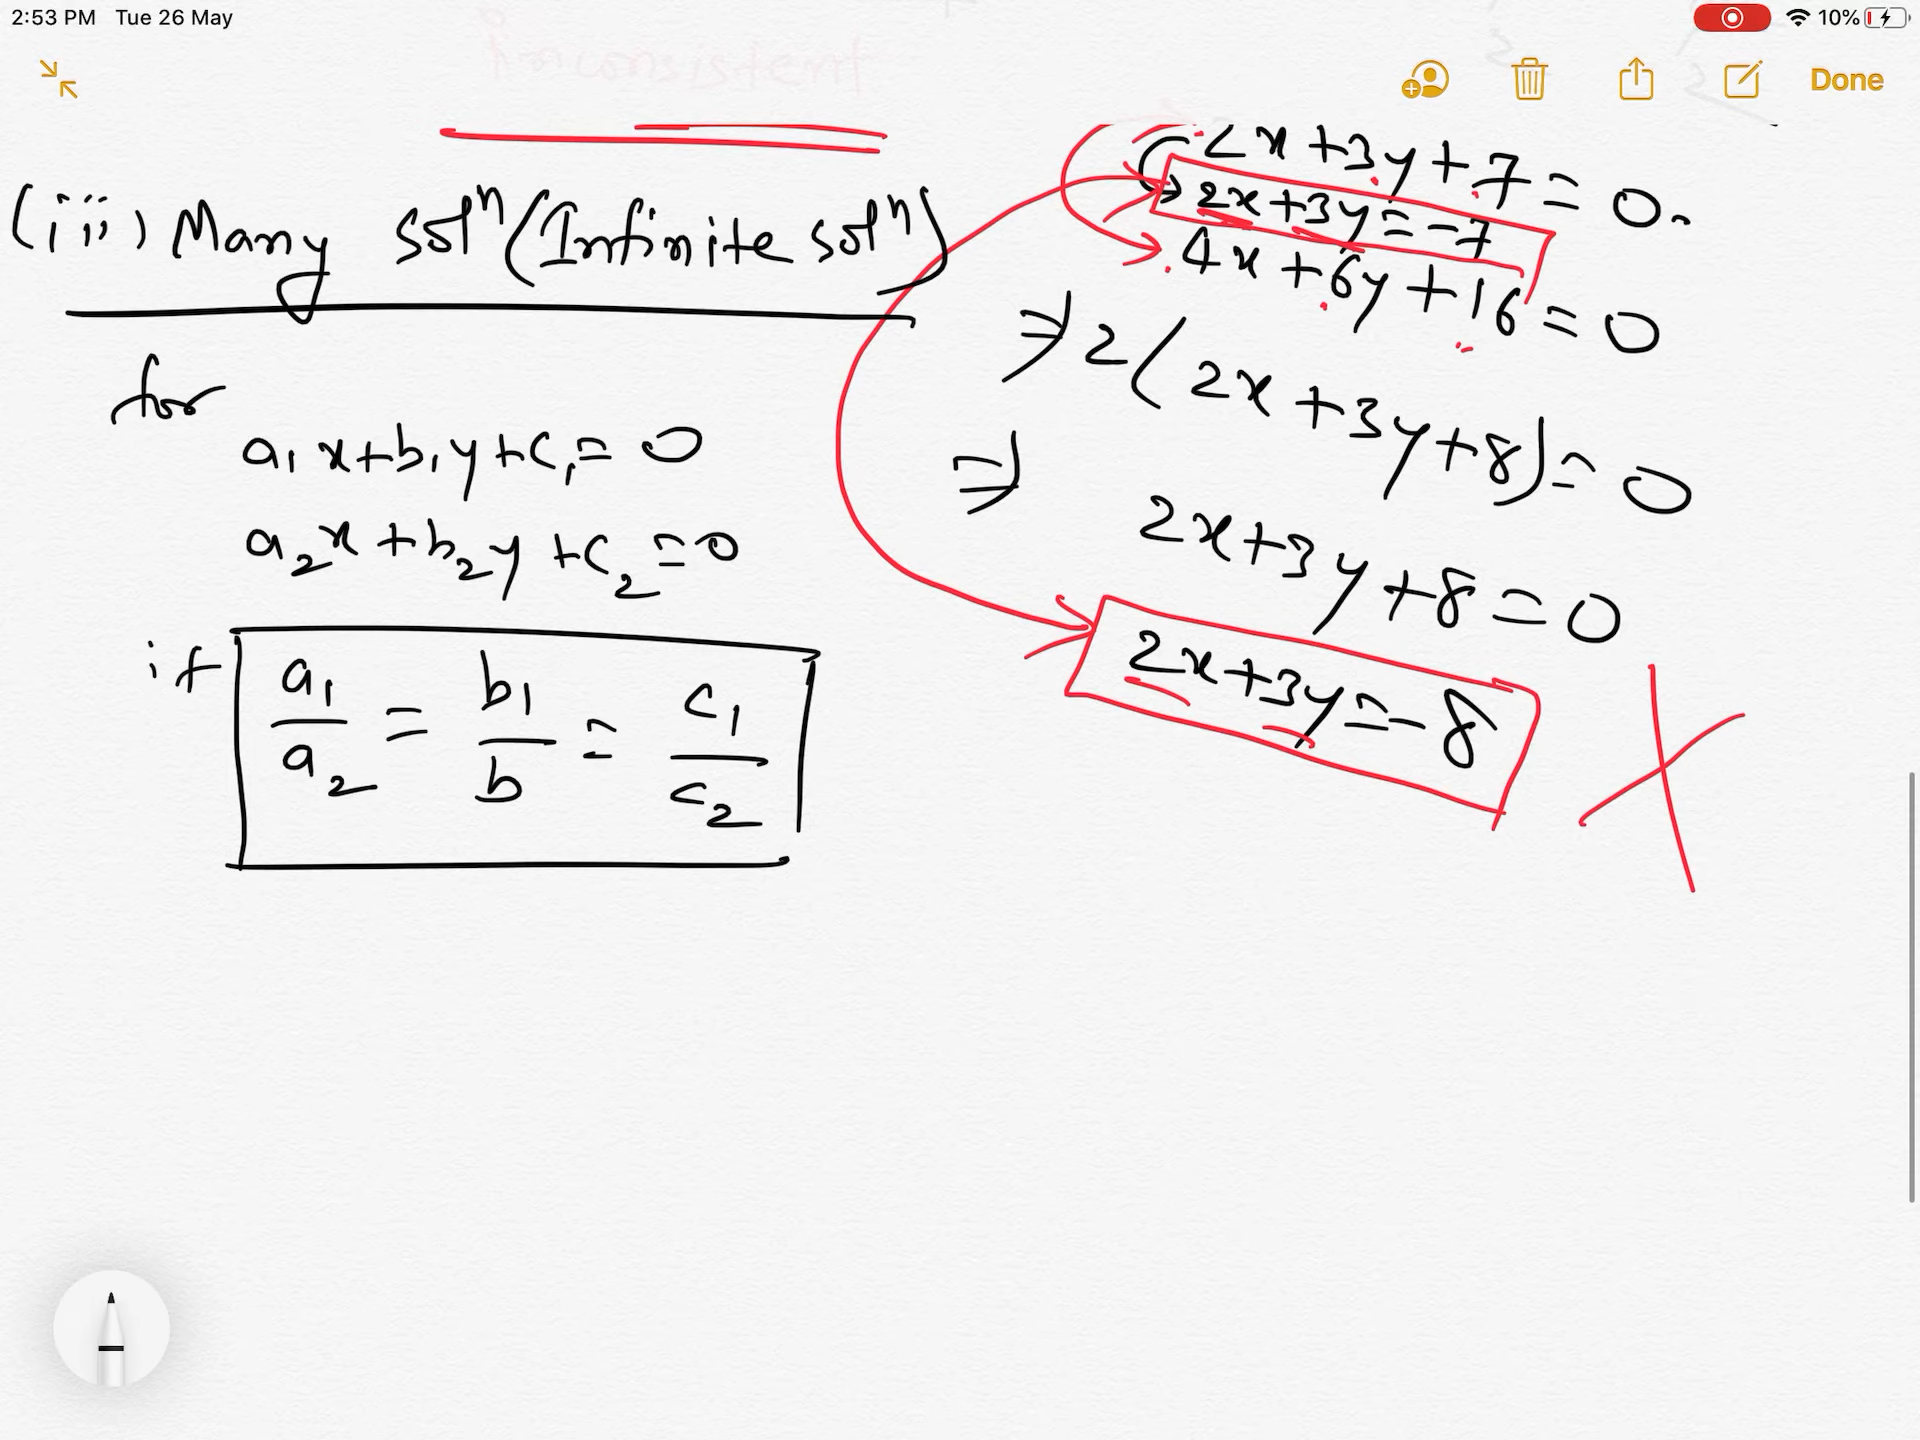 2:53 PM Tue 26 May
10%
Done
inconsistent
(iii) Many solⁿ (Infinite solⁿ)
for
a₁x+b₁y+c₁=0
a₂x+b₂y+c₂=0
if a₁/a₂ = b₁/b = c₁/c₂
2x+3y+7=0
2x+3y=-7
4x+6y+16=0
⇒ 2(2x+3y+8)=0
⇒ 2x+3y+8=0
2x+3y=-8